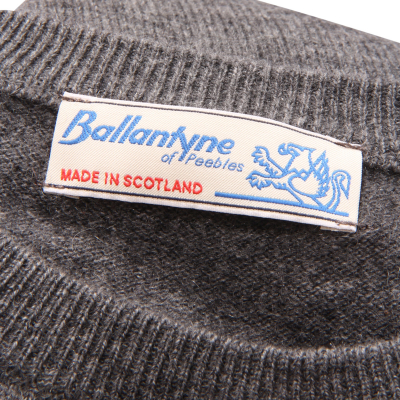 Ballantyne
of Peebles
MADE IN SCOTLAND